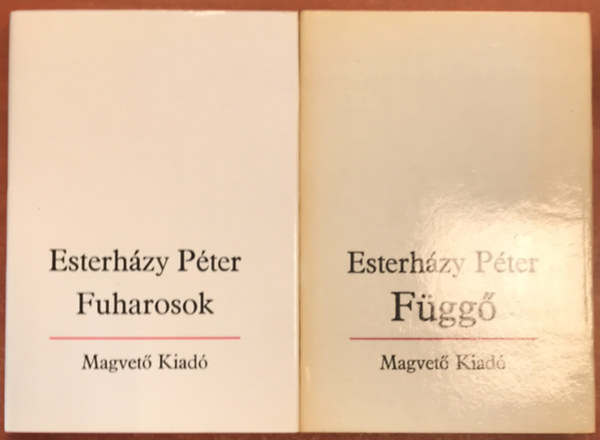 Esterházy Péter
Fuharosok
Magvető Kiadó
Esterházy Péter
Függő
Magvető Kiadó